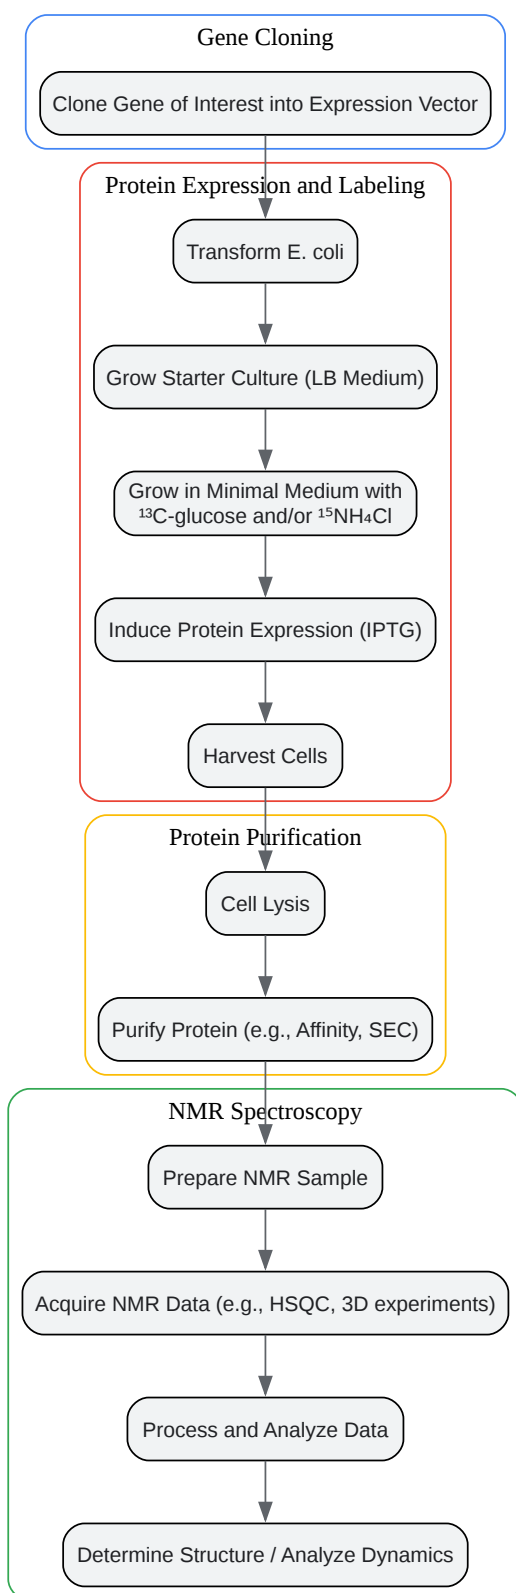 Gene Cloning
Clone Gene of Interest into Expression Vector
Protein Expression and Labeling
Transform E. coli
Grow Starter Culture (LB Medium)
Grow in Minimal Medium with
¹³C-glucose and/or ¹⁵NH₄Cl
Induce Protein Expression (IPTG)
Harvest Cells
Protein Purification
Cell Lysis
Purify Protein (e.g., Affinity, SEC)
NMR Spectroscopy
Prepare NMR Sample
Acquire NMR Data (e.g., HSQC, 3D experiments)
Process and Analyze Data
Determine Structure / Analyze Dynamics